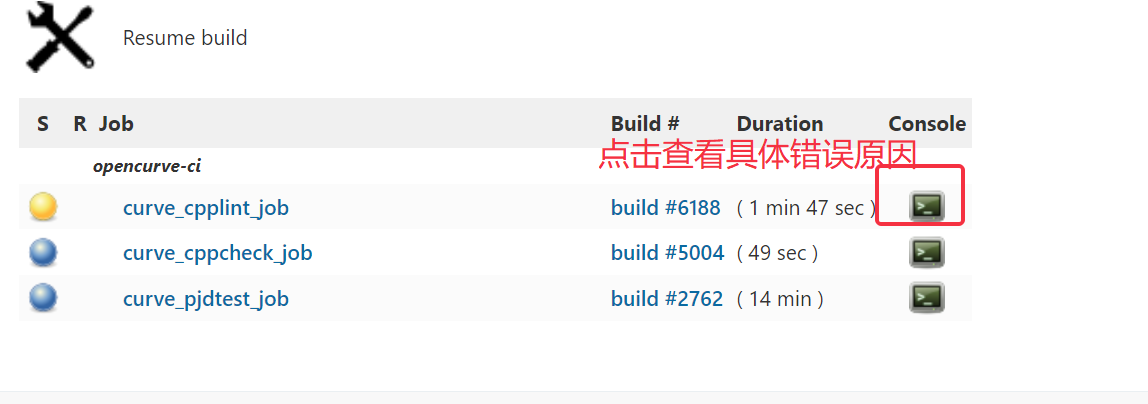 Resume build
S R Job Build # Duration Console
点击查看具体错误原因
opencurve-ci
curve_cpplint_job build #6188 ( 1 min 47 sec )
curve_cppcheck_job build #5004 ( 49 sec )
curve_pjdtest_job build #2762 ( 14 min )